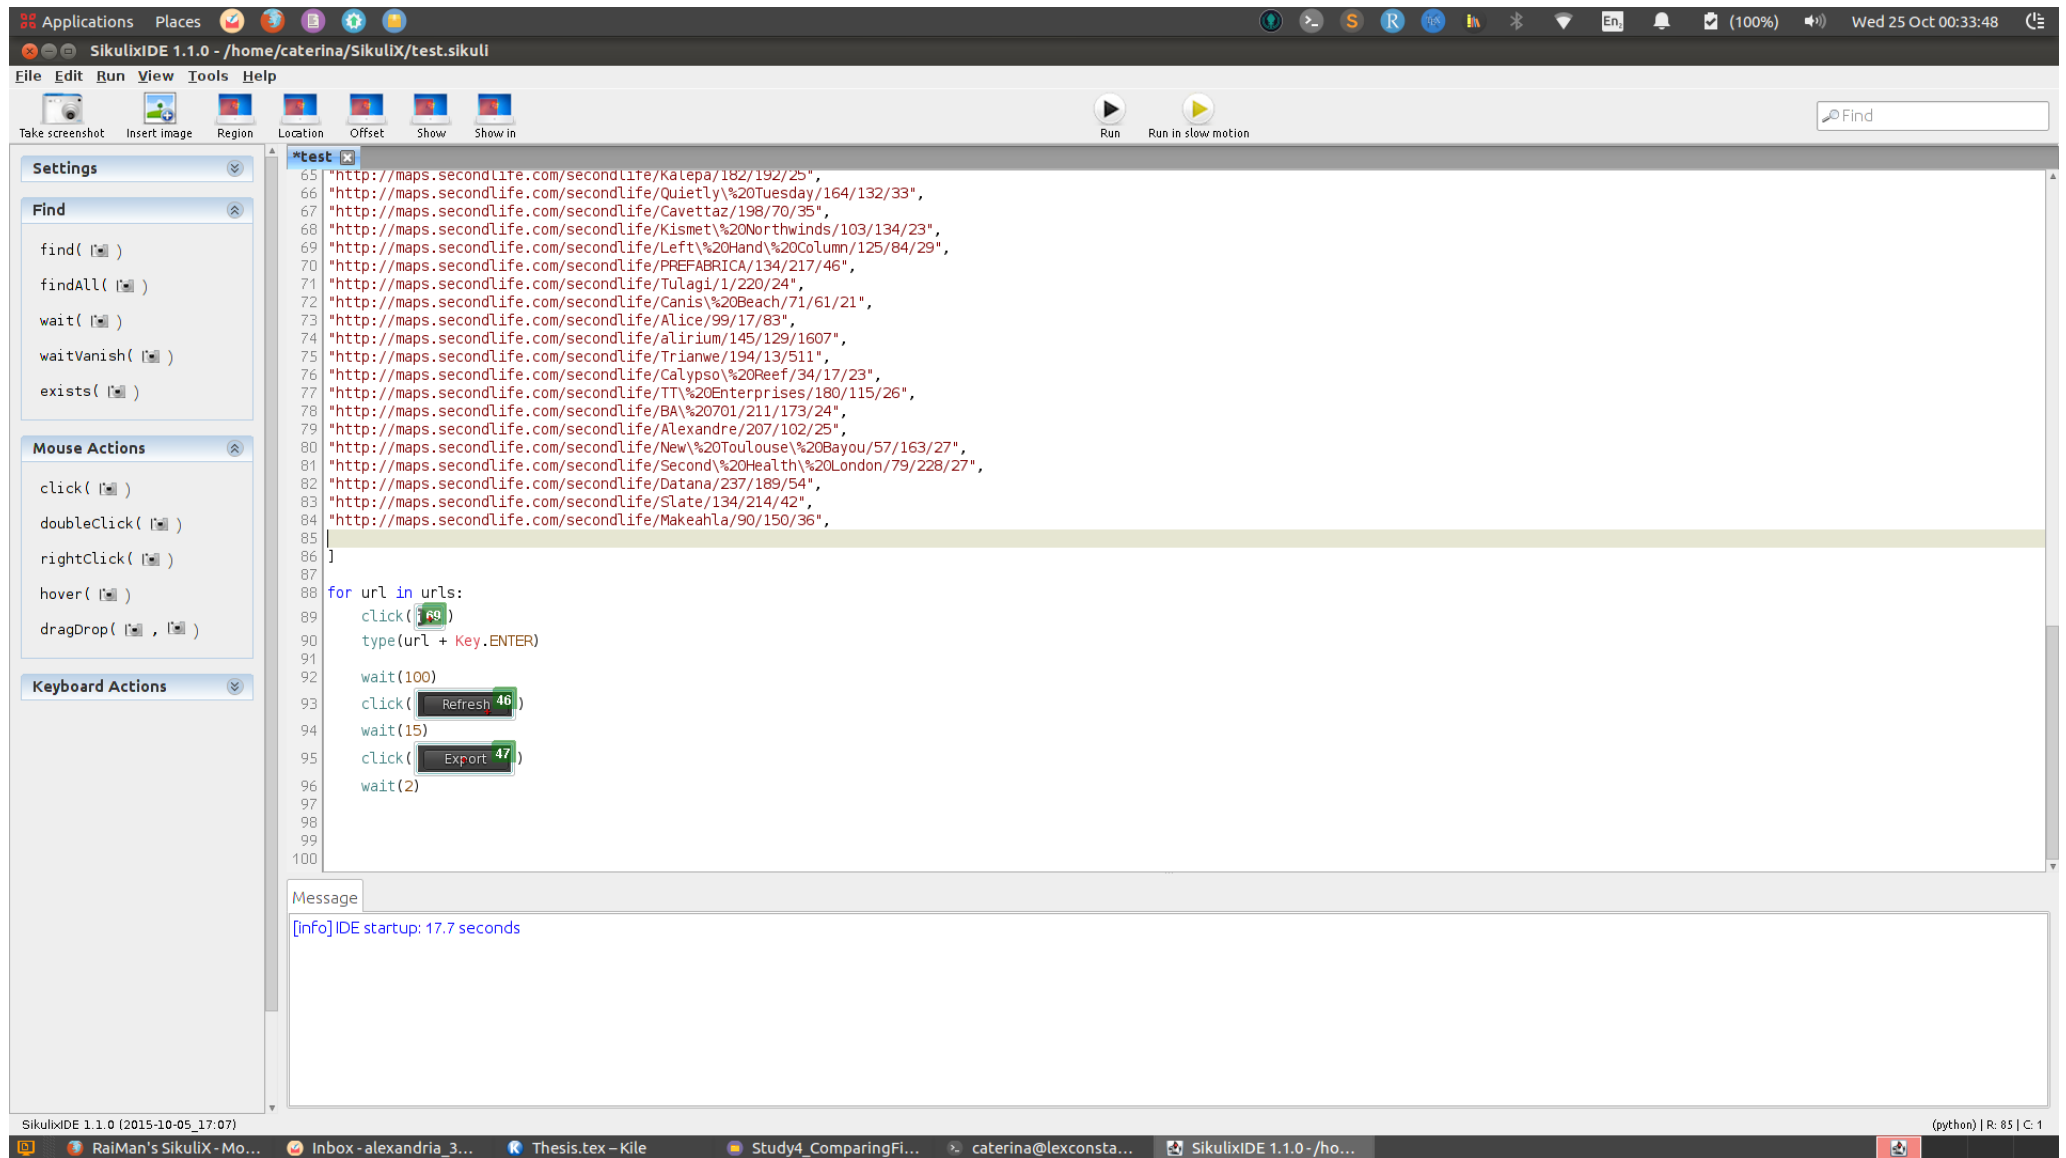 Applications Places En2 (100%) Wed 25 Oct 00:33:48
SikulixIDE 1.1.0 - /home/caterina/SikuliX/test.sikuli
File Edit Run View Tools Help
Take screenshot Insert image Region Location Offset Show Show in Run Run in slow motion Find
Settings
Find
find( )
findAll( )
wait( )
waitVanish( )
exists( )
Mouse Actions
click( )
doubleClick( )
rightClick( )
hover( )
dragDrop( , )
Keyboard Actions
*test
65 "http://maps.secondlife.com/secondlife/Kalepa/182/192/25",
66 "http://maps.secondlife.com/secondlife/Quietly\%20Tuesday/164/132/33",
67 "http://maps.secondlife.com/secondlife/Cavettaz/198/70/35",
68 "http://maps.secondlife.com/secondlife/Kismet\%20Northwinds/103/134/23",
69 "http://maps.secondlife.com/secondlife/Left\%20Hand\%20Column/125/84/29",
70 "http://maps.secondlife.com/secondlife/PREFABRICA/134/217/46",
71 "http://maps.secondlife.com/secondlife/Tulagi/1/220/24",
72 "http://maps.secondlife.com/secondlife/Canis\%20Beach/71/61/21",
73 "http://maps.secondlife.com/secondlife/Alice/99/17/83",
74 "http://maps.secondlife.com/secondlife/alirium/145/129/1607",
75 "http://maps.secondlife.com/secondlife/Trianwe/194/13/511",
76 "http://maps.secondlife.com/secondlife/Calypso\%20Reef/34/17/23",
77 "http://maps.secondlife.com/secondlife/TT\%20Enterprises/180/115/26",
78 "http://maps.secondlife.com/secondlife/BA\%20701/211/173/24",
79 "http://maps.secondlife.com/secondlife/Alexandre/207/102/25",
80 "http://maps.secondlife.com/secondlife/New\%20Toulouse\%20Bayou/57/163/27",
81 "http://maps.secondlife.com/secondlife/Second\%20Health\%20London/79/228/27",
82 "http://maps.secondlife.com/secondlife/Datana/237/189/54",
83 "http://maps.secondlife.com/secondlife/Slate/134/214/42",
84 "http://maps.secondlife.com/secondlife/Makeahla/90/150/36",
85
86 ]
87
88 for url in urls:
89 click( 69 )
90 type(url + Key.ENTER)
91
92 wait(100)
93 click( Refresh 46 )
94 wait(15)
95 click( Export 47 )
96 wait(2)
97
98
99
100
Message
[info] IDE startup: 17.7 seconds
SikulixIDE 1.1.0 (2015-10-05_17:07) (python) | R: 85 | C: 1
RaiMan's SikuliX - Mo... Inbox - alexandria_3... Thesis.tex – Kile Study4_ComparingFi... caterina@lexconsta... SikulixIDE 1.1.0 - /ho...